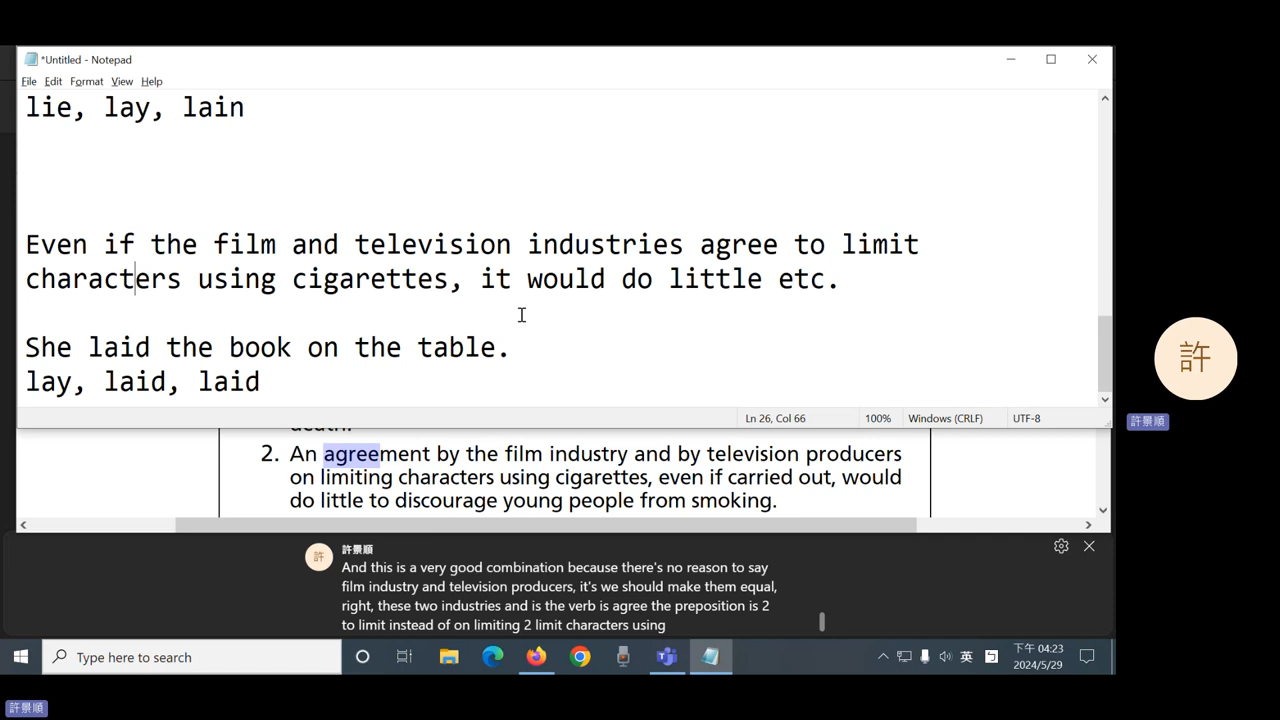 *Untitled - Notepad
File Edit Format View Help
lie, lay, lain
Even if the film and television industries agree to limit
characters using cigarettes, it would do little etc.
She laid the book on the table.
lay, laid, laid
Ln 26, Col 66 100% Windows (CRLF) UTF-8
death.
2. An agreement by the film industry and by television producers
on limiting characters using cigarettes, even if carried out, would
do little to discourage young people from smoking.
許
許景順
許 許景順
And this is a very good combination because there's no reason to say
film industry and television producers, it's we should make them equal,
right, these two industries and is the verb is agree the preposition is 2
to limit instead of on limiting 2 limit characters using
Type here to search
英
下午 04:23
2024/5/29
許景順